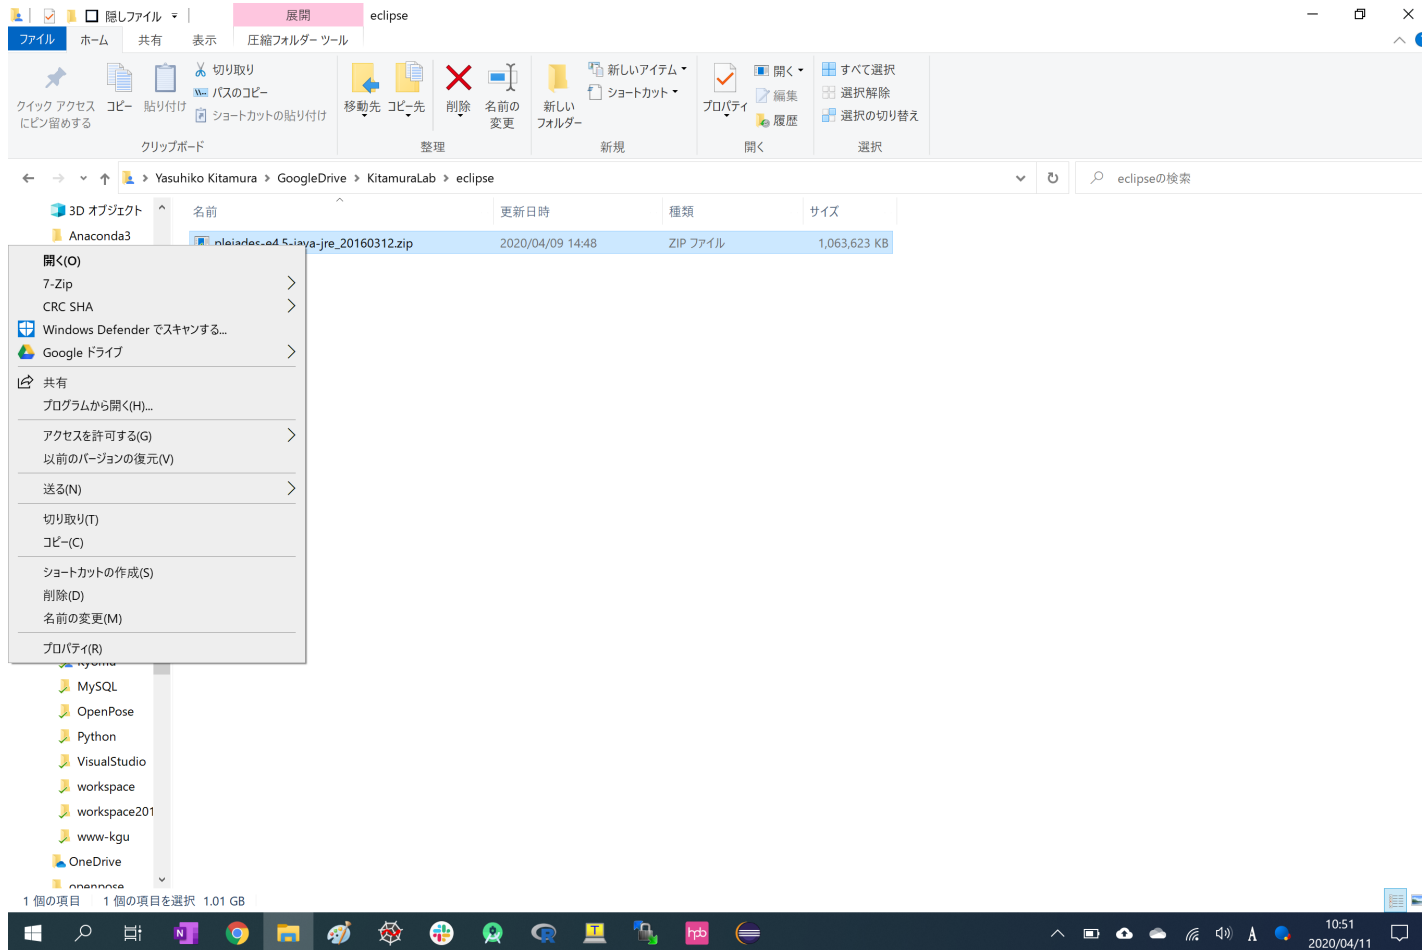 隠しファイル
展開
eclipse
ファイル
ホーム
共有
表示
圧縮フォルダー ツール
クイック アクセス
にピン留めする
コピー
貼り付け
切り取り
パスのコピー
ショートカットの貼り付け
クリップボード
移動先
コピー先
削除
名前の
変更
整理
新しい
フォルダー
新しいアイテム
ショートカット
新規
プロパティ
開く
編集
履歴
開く
すべて選択
選択解除
選択の切り替え
選択
Yasuhiko Kitamura
GoogleDrive
KitamuraLab
eclipse
eclipseの検索
3D オブジェクト
Anaconda3
名前
更新日時
種類
サイズ
pleiades-e4.5-java-jre_20160312.zip
2020/04/09 14:48
ZIP ファイル
1,063,623 KB
開く(O)
7-Zip
CRC SHA
Windows Defender でスキャンする...
Google ドライブ
共有
プログラムから開く(H)...
アクセスを許可する(G)
以前のバージョンの復元(V)
送る(N)
切り取り(T)
コピー(C)
ショートカットの作成(S)
削除(D)
名前の変更(M)
プロパティ(R)
MySQL
OpenPose
Python
VisualStudio
workspace
workspace201
www-kgu
OneDrive
openpose
1 個の項目
1 個の項目を選択 1.01 GB
N
R
T
hpb
A
10:51
2020/04/11